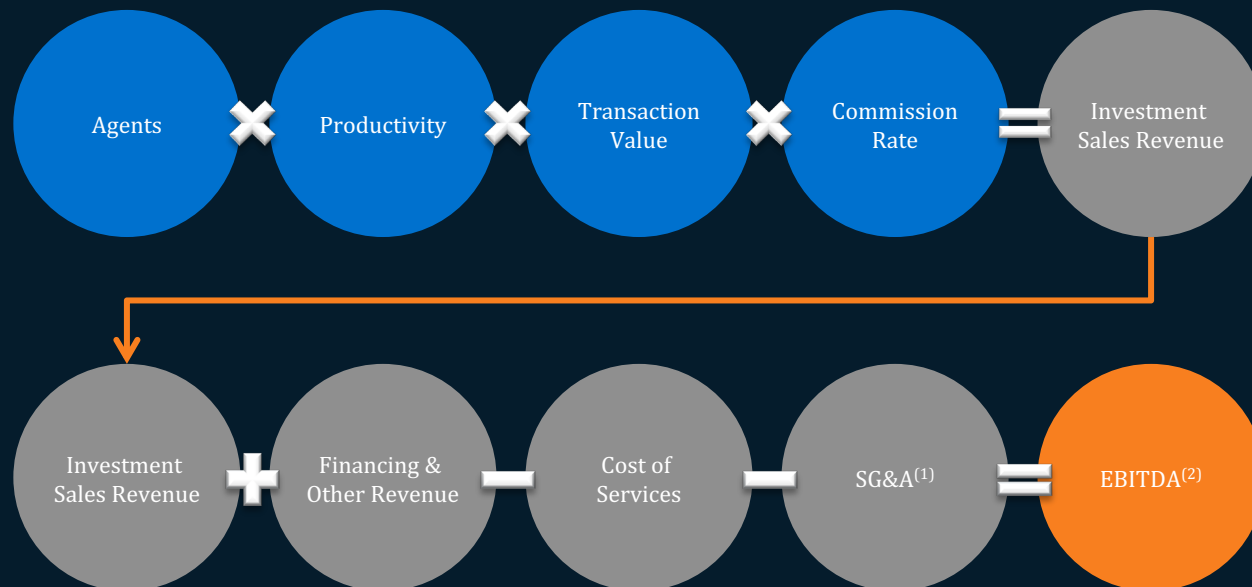 Agents
Productivity
Transaction
Value
Commission
Rate
Investment
Sales Revenue
Investment
Sales Revenue
Financing &
Other Revenue
Cost of
Services
SG&A(1)
EBITDA(2)